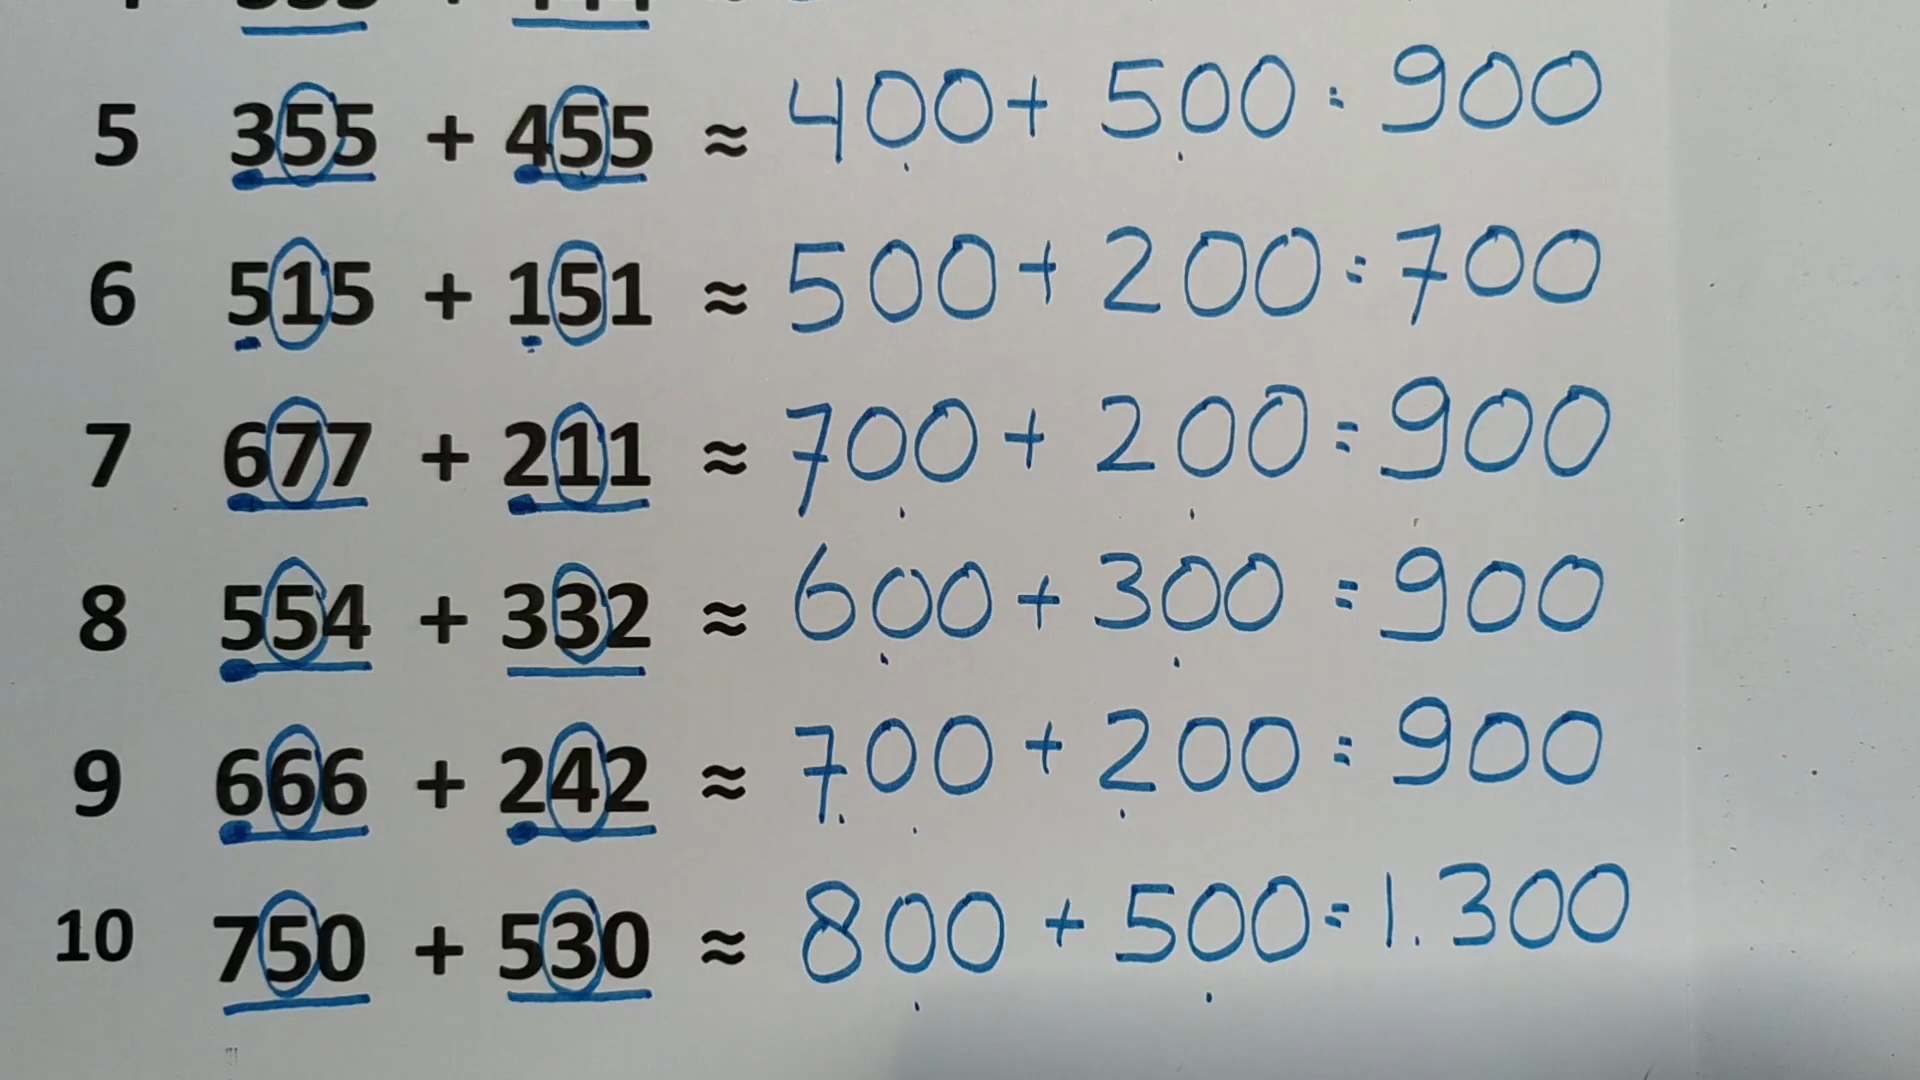 5 355 + 455 ≈ 400 + 500 = 900
6 515 + 151 ≈ 500 + 200 = 700
7 677 + 211 ≈ 700 + 200 = 900
8 554 + 332 ≈ 600 + 300 = 900
9 666 + 242 ≈ 700 + 200 = 900
10 750 + 530 ≈ 800 + 500 = 1.300